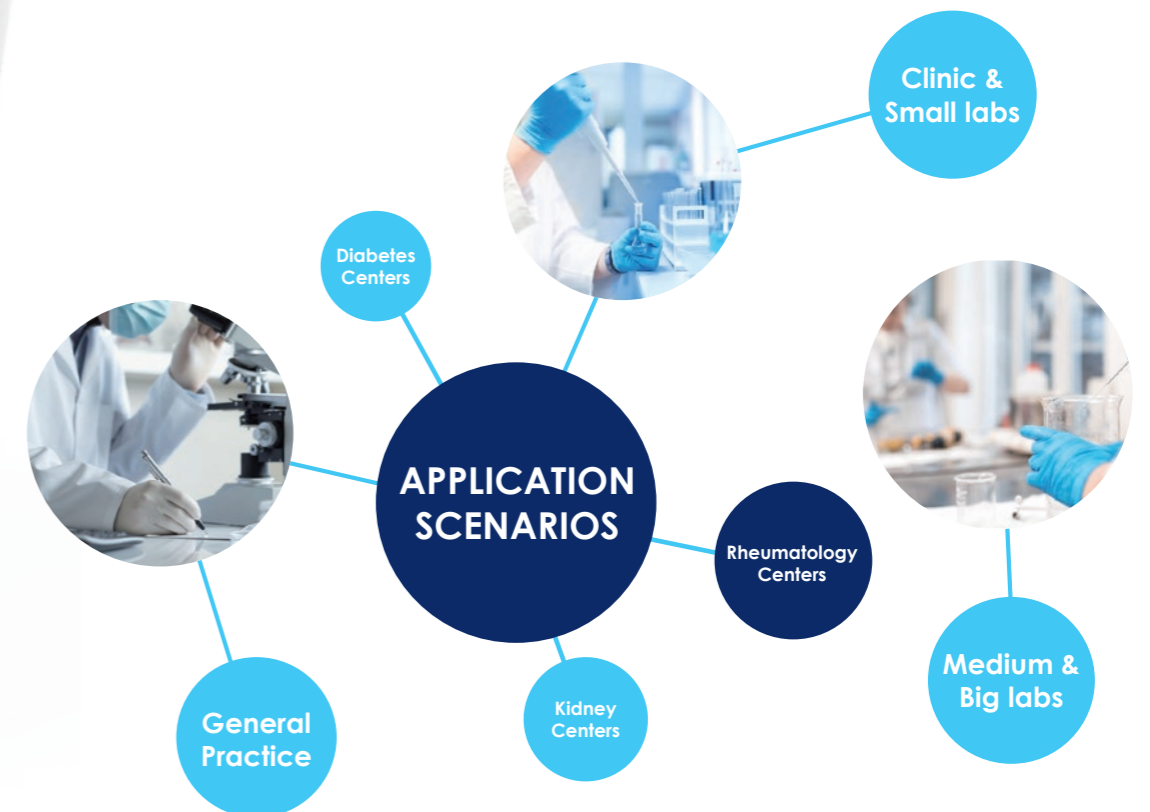 Clinic &
Small labs
Diabetes
Centers
APPLICATION
SCENARIOS
Rheumatology
Centers
Medium &
Big labs
Kidney
Centers
General
Practice